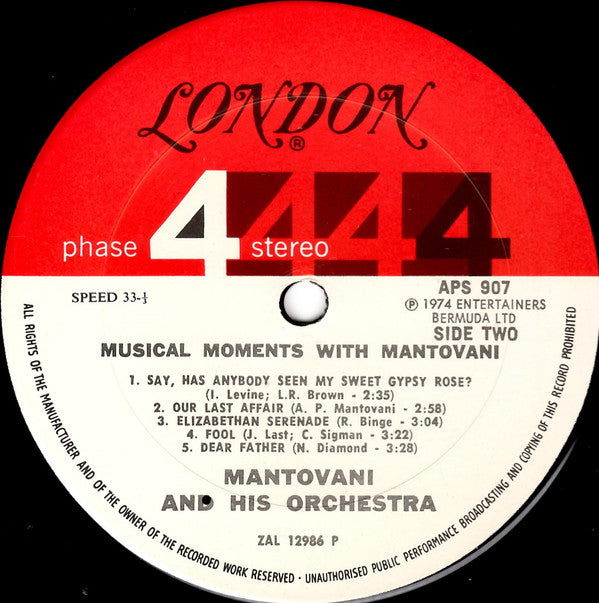 LONDON
®
phase 4 stereo 444
SPEED 33-⅓
APS 907
℗ 1974 ENTERTAINERS
BERMUDA LTD
SIDE TWO
MUSICAL MOMENTS WITH MANTOVANI
1. SAY, HAS ANYBODY SEEN MY SWEET GYPSY ROSE?
(I. Levine; L.R. Brown - 2:35)
2. OUR LAST AFFAIR (A. P. Mantovani - 2:58)
3. ELIZABETHAN SERENADE (R. Binge - 3:04)
4. FOOL (J. Last; C. Sigman - 3:22)
5. DEAR FATHER (N. Diamond - 3:28)
MANTOVANI
AND HIS ORCHESTRA
ZAL 12986 P
ALL RIGHTS OF THE MANUFACTURER AND OF THE OWNER OF THE RECORDED WORK RESERVED · UNAUTHORISED PUBLIC PERFORMANCE BROADCASTING AND COPYING OF THIS RECORD PROHIBITED